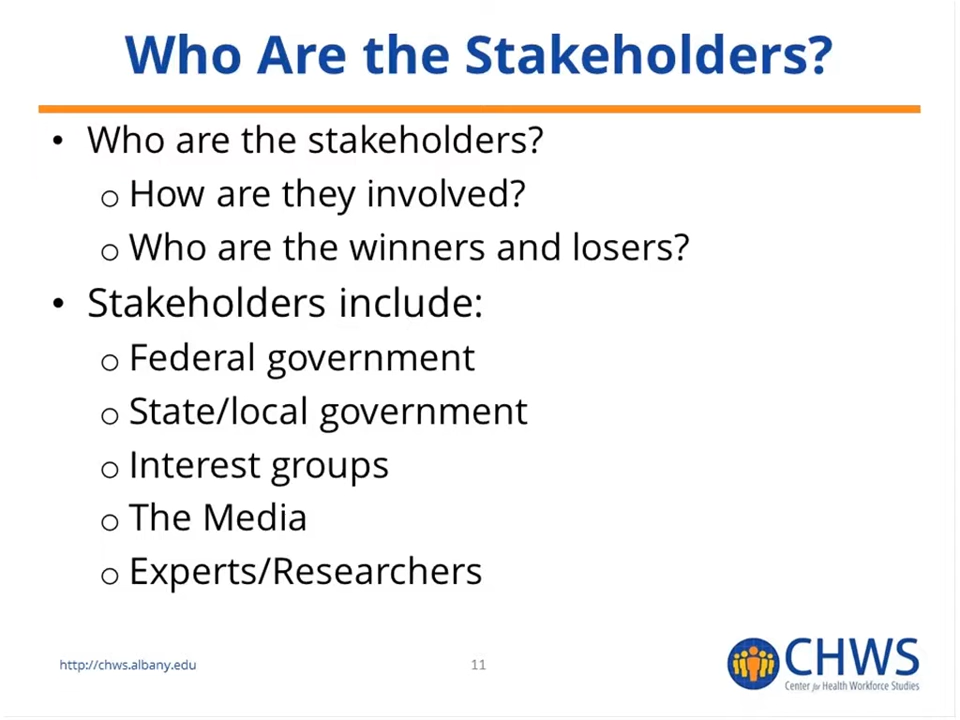 Who Are the Stakeholders?
• Who are the stakeholders?
o How are they involved?
o Who are the winners and losers?
• Stakeholders include:
o Federal government
o State/local government
o Interest groups
o The Media
o Experts/Researchers
http://chws.albany.edu
11
CHWS
Center for Health Workforce Studies